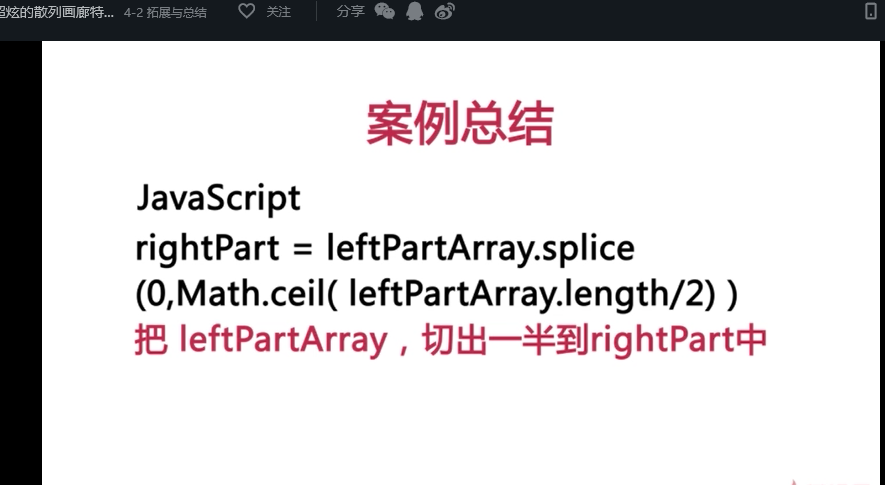 超炫的散列画廊特... 4-2 拓展与总结 关注 分享
案例总结
JavaScript
rightPart = leftPartArray.splice
(0,Math.ceil( leftPartArray.length/2) )
把 leftPartArray，切出一半到rightPart中